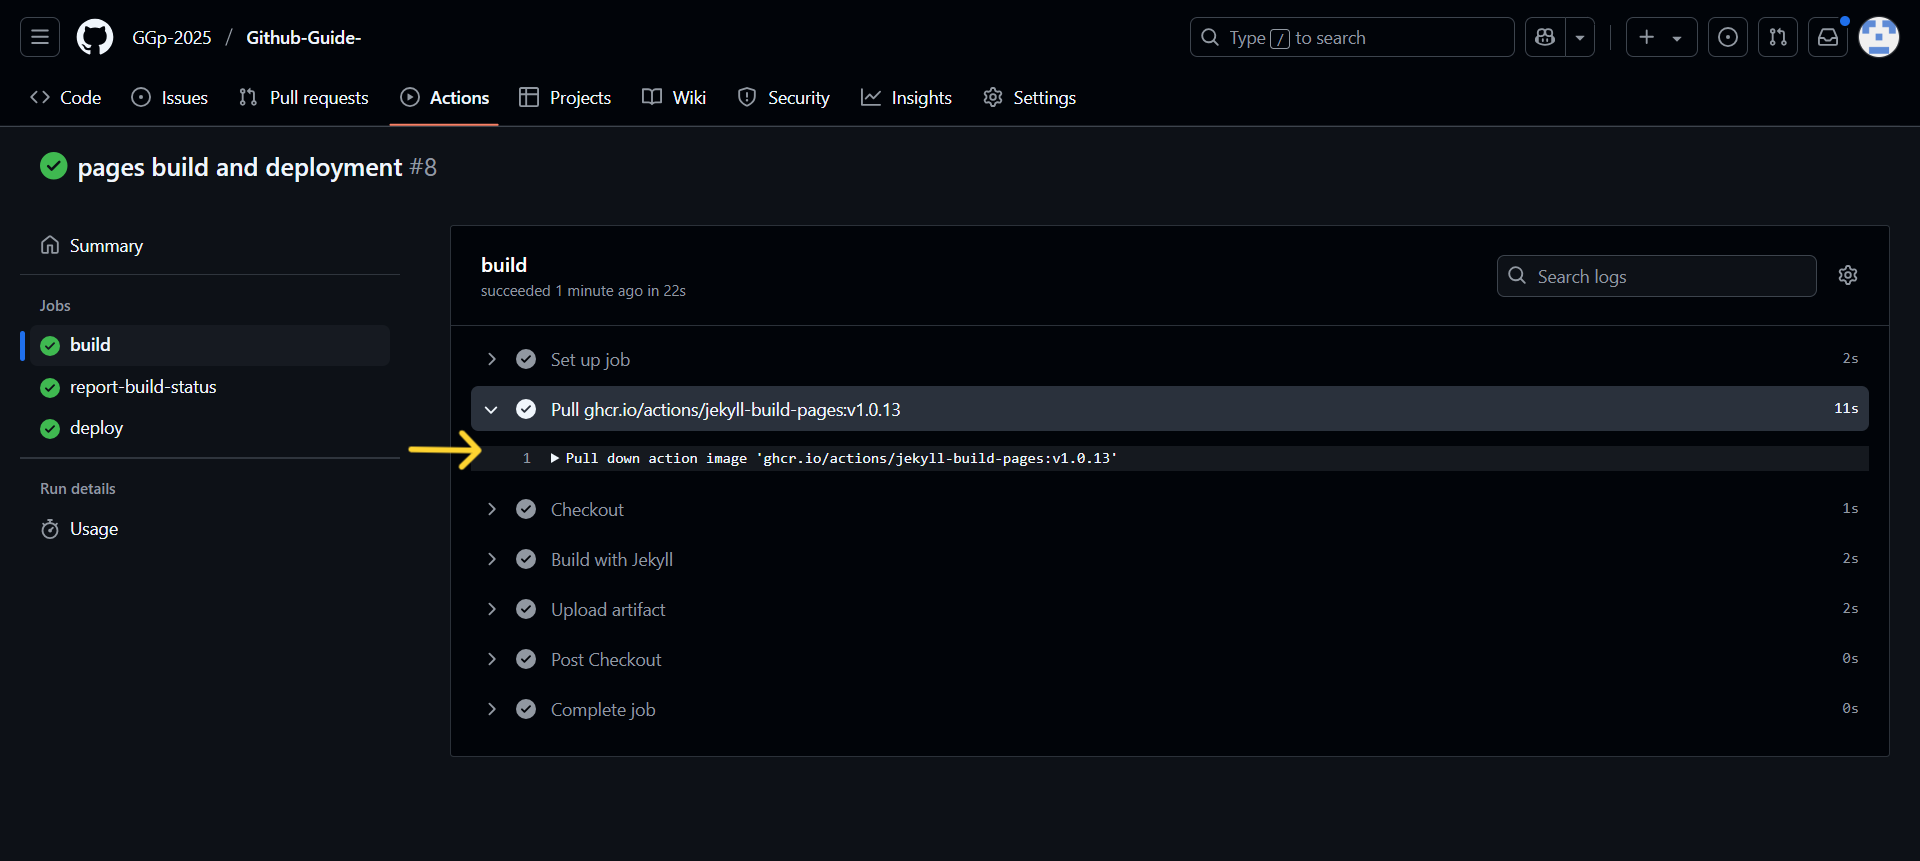 GGp-2025 / Github-Guide-
Type / to search
Code Issues Pull requests Actions Projects Wiki Security Insights Settings
pages build and deployment #8
Summary
Jobs
build
report-build-status
deploy
Run details
Usage
build
succeeded 1 minute ago in 22s
Search logs
Set up job 2s
Pull ghcr.io/actions/jekyll-build-pages:v1.0.13 11s
1 Pull down action image 'ghcr.io/actions/jekyll-build-pages:v1.0.13'
Checkout 1s
Build with Jekyll 2s
Upload artifact 2s
Post Checkout 0s
Complete job 0s